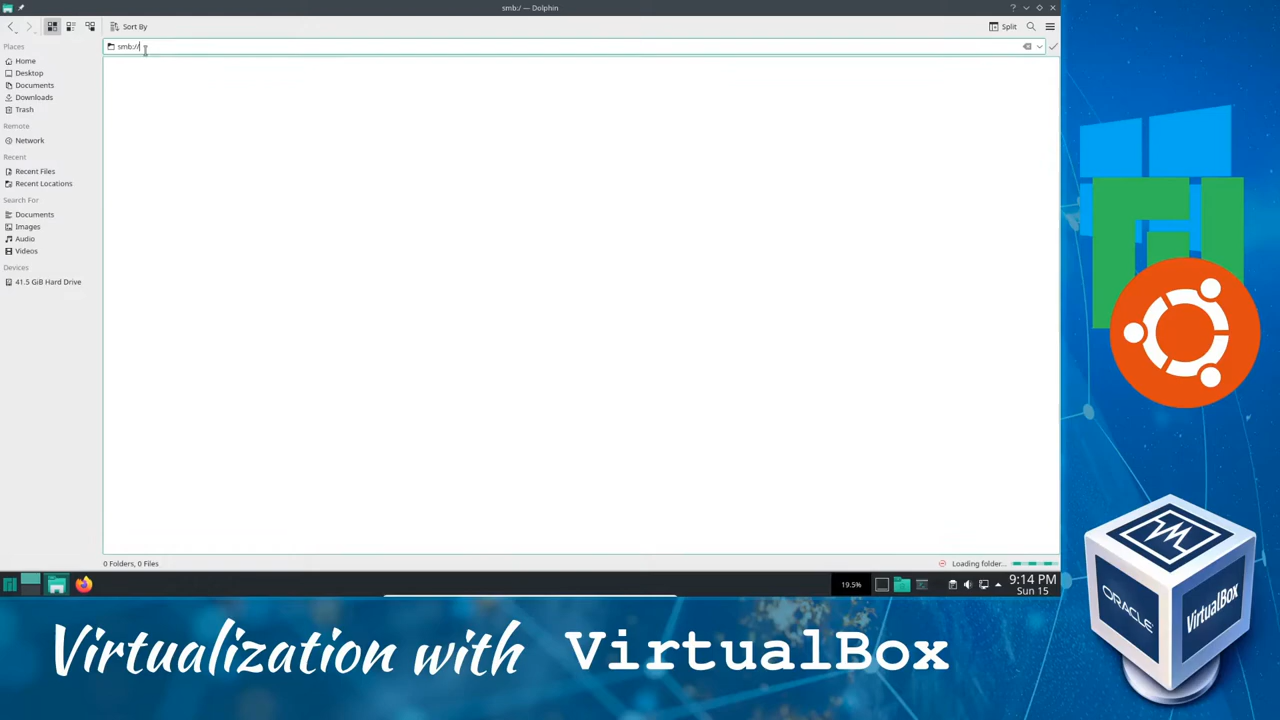 smb:/ — Dolphin
Sort By
Split
Places
smb://
Home
Desktop
Documents
Downloads
Trash
Remote
Network
Recent
Recent Files
Recent Locations
Search For
Documents
Images
Audio
Videos
Devices
41.5 GiB Hard Drive
0 Folders, 0 Files
Loading folder...
19.5%
9:14 PM
Sun 15
Virtualization with VirtualBox
ORACLE
VirtualBox